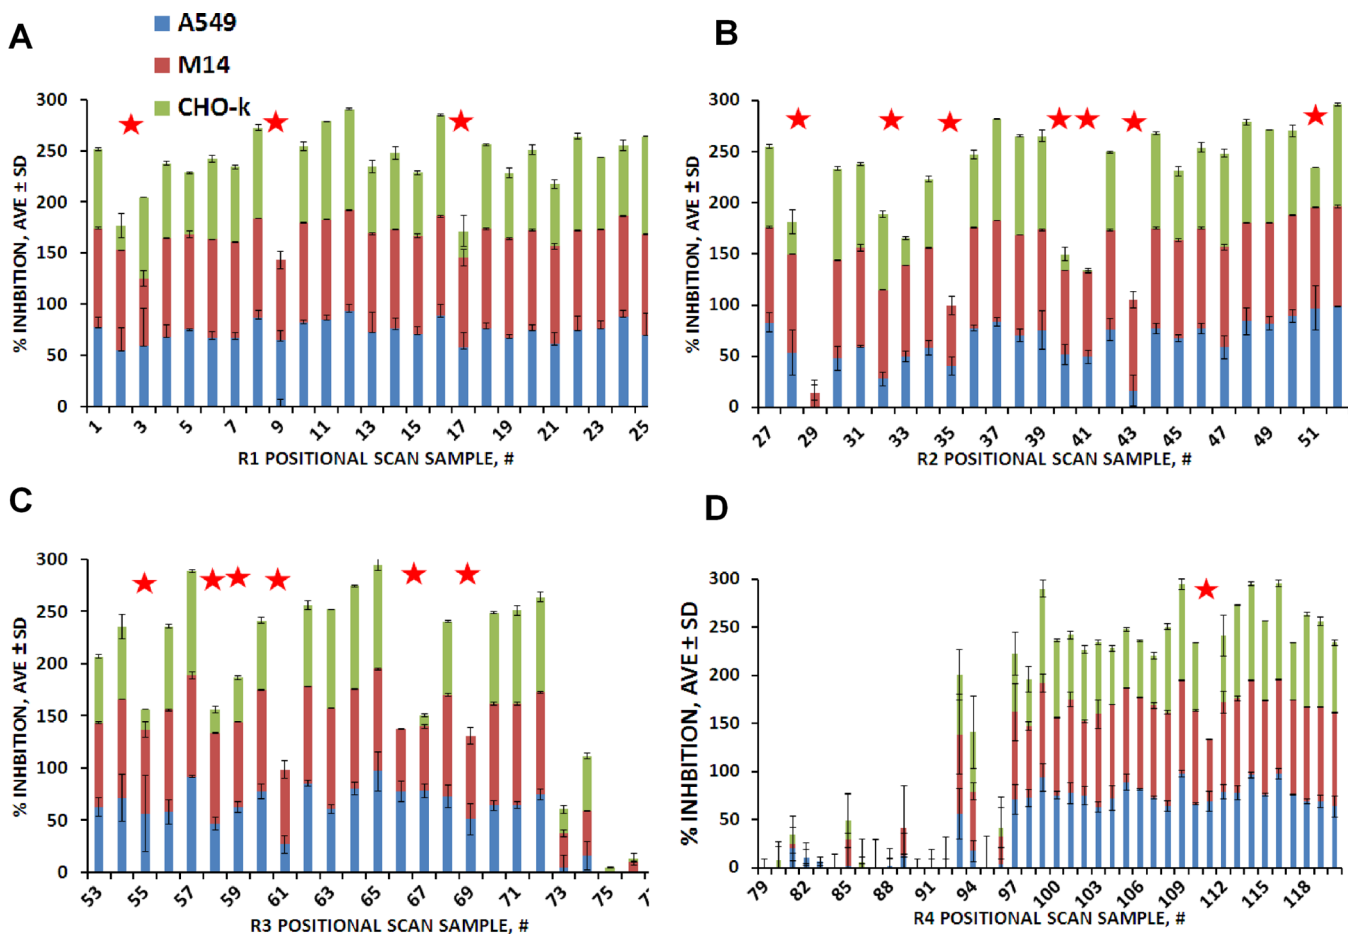 A
A549
M14
CHO-k
% INHBITION, AVE ± SD
300
250
200
150
100
50
0
1 3 5 7 9 11 13 15 17 19 21 23 25
R1 POSITIONAL SCAN SAMPLE, #
B
% INHBITION, AVE ± SD
300
250
200
150
100
50
0
27 29 31 33 35 37 39 41 43 45 47 49 51
R2 POSITIONAL SCAN SAMPLE, #
C
% INHBITION, AVE ± SD
300
250
200
150
100
50
0
53 55 57 59 61 63 65 67 69 71 73 75
R3 POSITIONAL SCAN SAMPLE, #
D
% INHBITION, AVE ± SD
300
250
200
150
100
50
0
79 82 85 88 91 94 97 100 103 106 109 112 115 118
R4 POSITIONAL SCAN SAMPLE, #